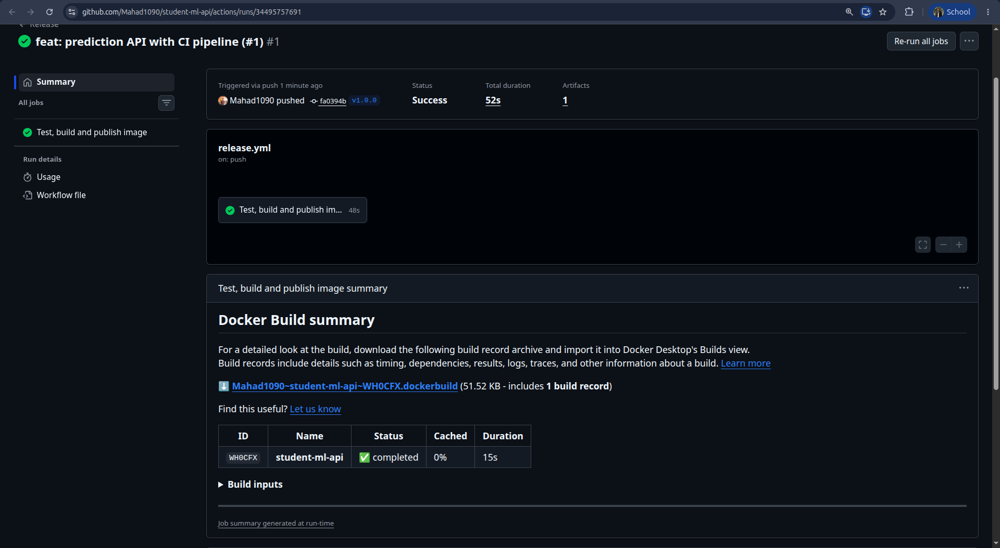 github.com/Mahad1090/student-ml-api/actions/runs/34495757691
School
Release
feat: prediction API with CI pipeline (#1) #1
Re-run all jobs
Summary
All jobs
Test, build and publish image
Run details
Usage
Workflow file
Triggered via push 1 minute ago
Mahad1090 pushed fa0394b v1.0.0
Status
Success
Total duration
52s
Artifacts
1
release.yml
on: push
Test, build and publish im... 48s
Test, build and publish image summary
Docker Build summary
For a detailed look at the build, download the following build record archive and import it into Docker Desktop's Builds view.
Build records include details such as timing, dependencies, results, logs, traces, and other information about a build. Learn more
Mahad1090~student-ml-api~WH0CFX.dockerbuild (51.52 KB - includes 1 build record)
Find this useful? Let us know
ID Name Status Cached Duration
WH0CFX student-ml-api ✅ completed 0% 15s
Build inputs
Job summary generated at run-time